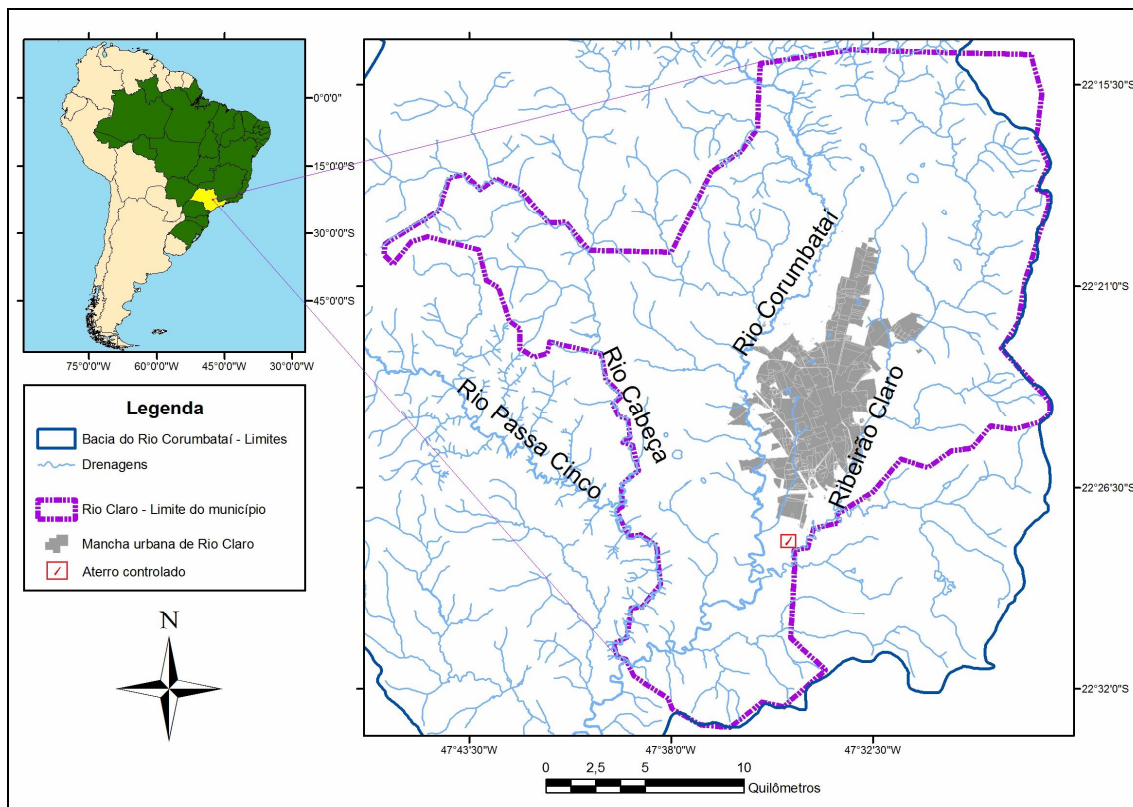 0°0'0"
15°0'0"S
30°0'0"S
45°0'0"S
75°0'0"W
60°0'0"W
45°0'0"W
30°0'0"W
Legenda
Bacia do Rio Corumbataí - Limites
Drenagens
Rio Claro - Limite do município
Mancha urbana de Rio Claro
Aterro controlado
N
Rio Corumbataí
Rio Cabeça
Rio Passa Cinco
Ribeirão Claro
22°15'30"S
22°21'0"S
22°26'30"S
22°32'0"S
47°43'30"W
47°38'0"W
47°32'30"W
0 2,5 5 10
Quilômetros